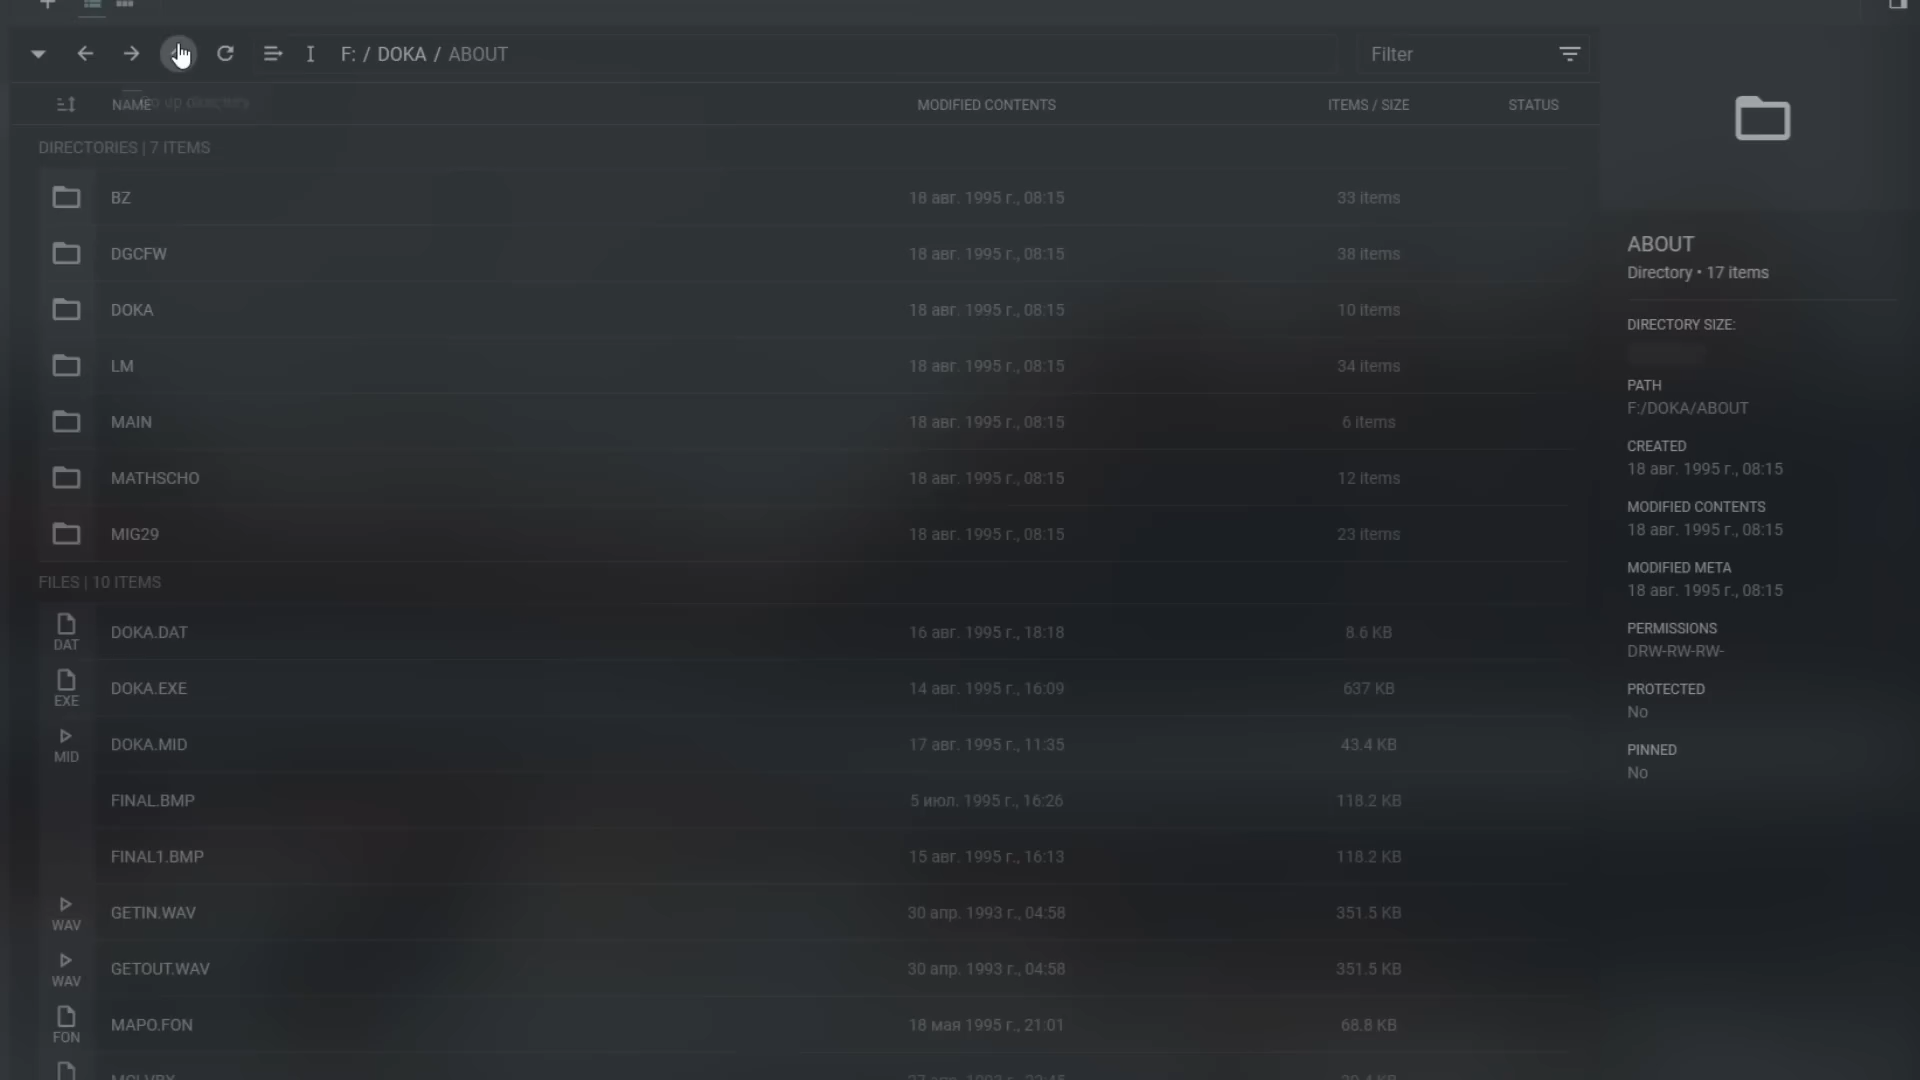 F: / DOKA / ABOUT
Filter
Go up directory
NAME MODIFIED CONTENTS ITEMS / SIZE STATUS
DIRECTORIES | 7 ITEMS
BZ 18 авг. 1995 г., 08:15 33 items
DGCFW 18 авг. 1995 г., 08:15 38 items
DOKA 18 авг. 1995 г., 08:15 10 items
LM 18 авг. 1995 г., 08:15 34 items
MAIN 18 авг. 1995 г., 08:15 6 items
MATHSCHO 18 авг. 1995 г., 08:15 12 items
MIG29 18 авг. 1995 г., 08:15 23 items
FILES | 10 ITEMS
DAT DOKA.DAT 16 авг. 1995 г., 18:18 8.6 KB
EXE DOKA.EXE 14 авг. 1995 г., 16:09 637 KB
MID DOKA.MID 17 авг. 1995 г., 11:35 43.4 KB
FINAL.BMP 5 июл. 1995 г., 16:26 118.2 KB
FINAL1.BMP 15 авг. 1995 г., 16:13 118.2 KB
WAV GETIN.WAV 30 апр. 1993 г., 04:58 351.5 KB
WAV GETOUT.WAV 30 апр. 1993 г., 04:58 351.5 KB
FON MAPO.FON 18 мая 1995 г., 21:01 68.8 KB
ABOUT
Directory • 17 items
DIRECTORY SIZE:
PATH
F:/DOKA/ABOUT
CREATED
18 авг. 1995 г., 08:15
MODIFIED CONTENTS
18 авг. 1995 г., 08:15
MODIFIED META
18 авг. 1995 г., 08:15
PERMISSIONS
DRW-RW-RW-
PROTECTED
No
PINNED
No